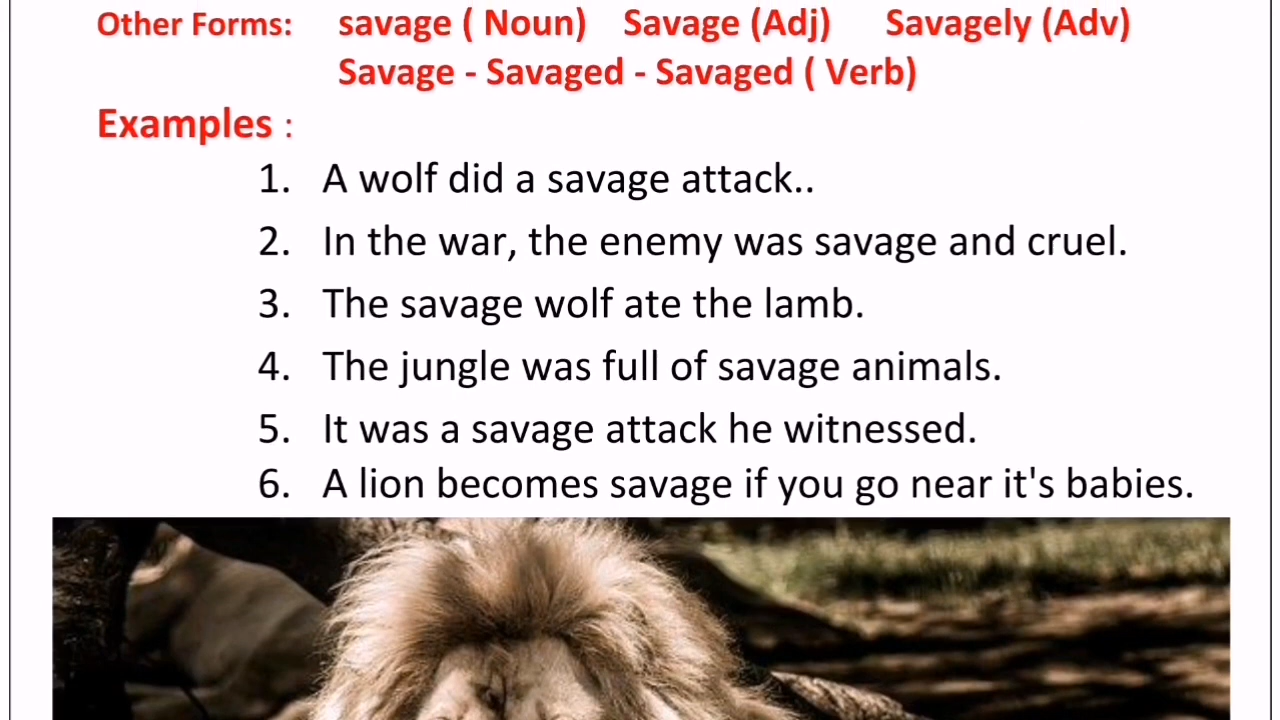 Other Forms: savage ( Noun) Savage (Adj) Savagely (Adv)
Savage - Savaged - Savaged ( Verb)
Examples :
1. A wolf did a savage attack..
2. In the war, the enemy was savage and cruel.
3. The savage wolf ate the lamb.
4. The jungle was full of savage animals.
5. It was a savage attack he witnessed.
6. A lion becomes savage if you go near it's babies.